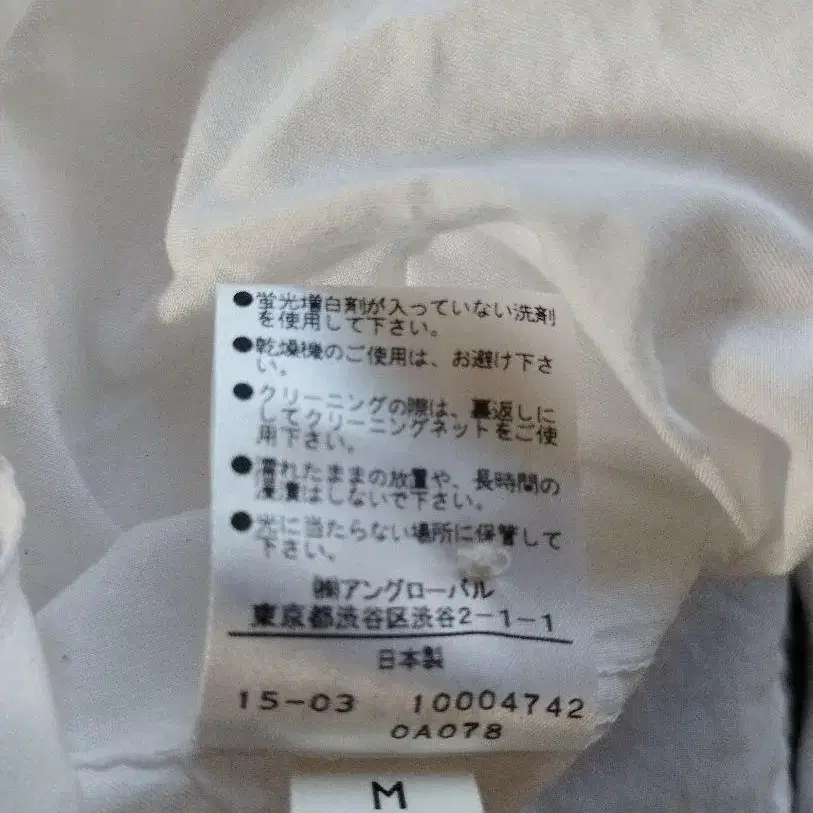 ●蛍光増白剤が入っていない洗剤
を使用して下さい。
●乾燥機のご使用は、お避け下さ
い。
●クリーニングの際は、裏返しに
してクリーニングネットをご使
用下さい。
●濡れたままの放置や、長時間の
浸漬はしないで下さい。
●光に当たらない場所に保管して
下さい。
㈱アングローバル
東京都渋谷区渋谷2-1-1
日本製
15-03 10004742
0A078
M